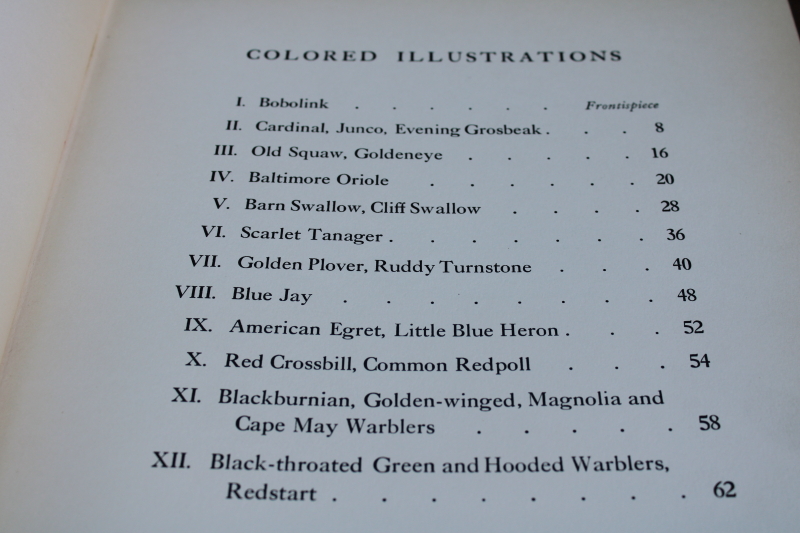 COLORED ILLUSTRATIONS
I. Bobolink . . . . . . Frontispiece
II. Cardinal, Junco, Evening Grosbeak . . . 8
III. Old Squaw, Goldeneye . . . . . 16
IV. Baltimore Oriole . . . . . . 20
V. Barn Swallow, Cliff Swallow . . . . 28
VI. Scarlet Tanager . . . . . . . 36
VII. Golden Plover, Ruddy Turnstone . . . 40
VIII. Blue Jay . . . . . . . . 48
IX. American Egret, Little Blue Heron . . . 52
X. Red Crossbill, Common Redpoll . . . 54
XI. Blackburnian, Golden-winged, Magnolia and
Cape May Warblers . . . . . 58
XII. Black-throated Green and Hooded Warblers,
Redstart . . . . . . . . 62